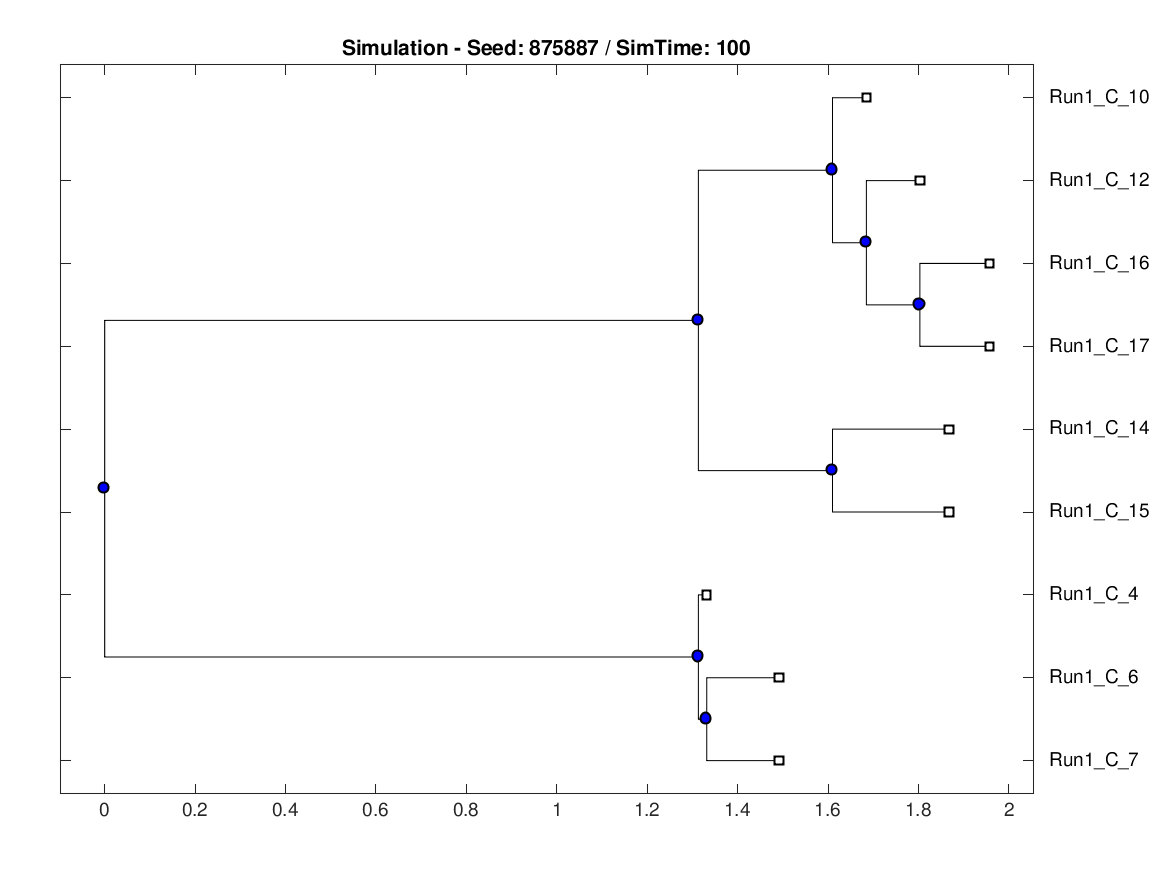 Simulation - Seed: 875887 / SimTime: 100
Run1_C_10
Run1_C_12
Run1_C_16
Run1_C_17
Run1_C_14
Run1_C_15
Run1_C_4
Run1_C_6
Run1_C_7
0 0.2 0.4 0.6 0.8 1 1.2 1.4 1.6 1.8 2